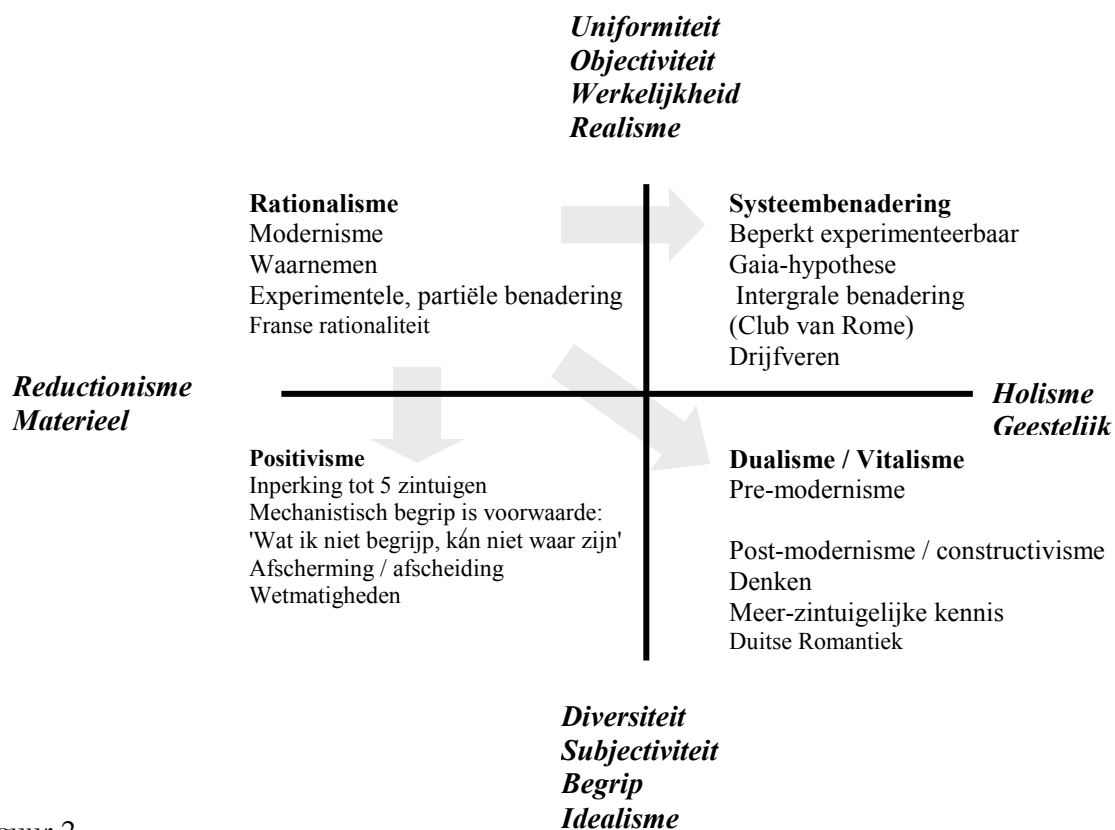 Uniformiteit
Objectiviteit
Werkelijkheid
Realisme
Rationalisme
Modernisme
Waarnemen
Experimentele, partiële benadering
Franse rationaliteit
Systeembenadering
Beperkt experimenteerbaar
Gaia-hypothese
Intergrale benadering
(Club van Rome)
Drijfveren
Reductionisme
Materieel
Holisme
Geestelijk
Positivisme
Inperking tot 5 zintuigen
Mechanistisch begrip is voorwaarde:
'Wat ik niet begrijp, kán niet waar zijn'
Afscherming / afscheiding
Wetmatigheden
Dualisme / Vitalisme
Pre-modernisme
Post-modernisme / constructivisme
Denken
Meer-zintuigelijke kennis
Duitse Romantiek
Diversiteit
Subjectiviteit
Begrip
Idealisme